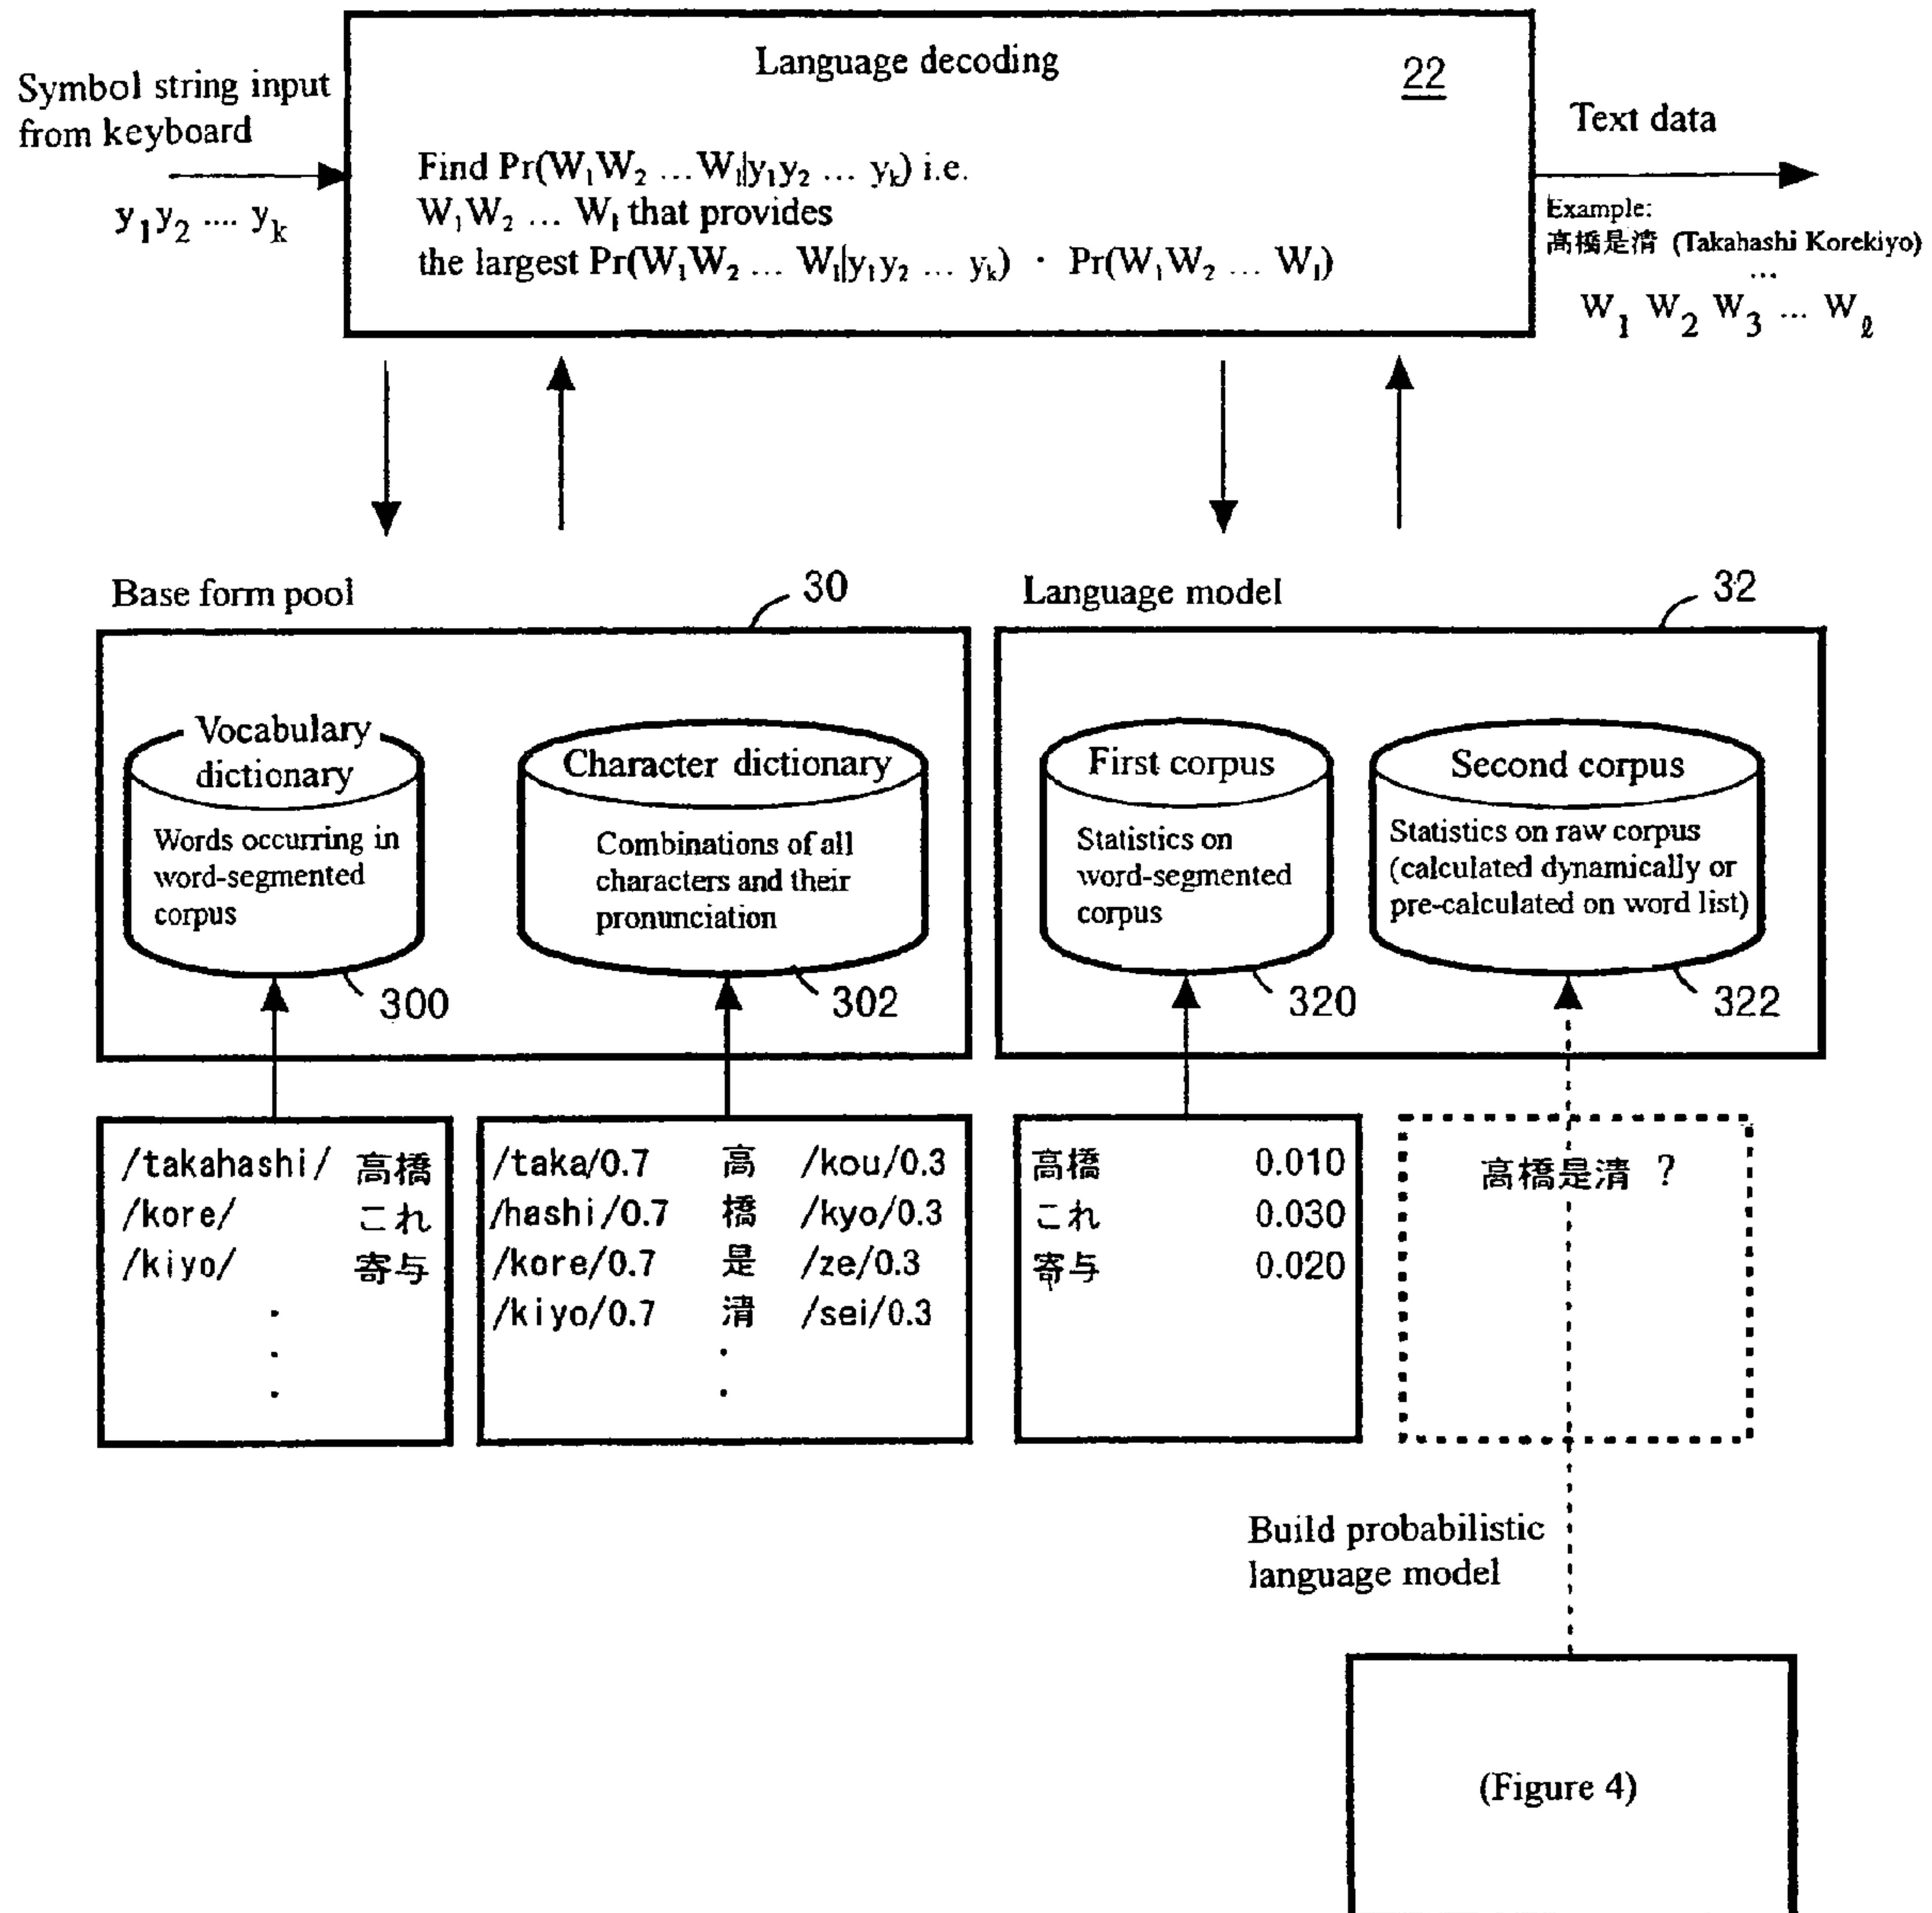 Language decoding
22
Symbol string input
from keyboard
y₁y₂ .... yₖ
Find Pr(W₁W₂ ...Wₗ|y₁y₂ ... yₖ) i.e.
W₁W₂ ... Wₗ that provides
the largest Pr(W₁W₂ ... Wₗ|y₁y₂ ... yₖ) · Pr(W₁W₂ ... Wₗ)
Text data
Example:
高橋是清 (Takahashi Korekiyo)
...
W₁ W₂ W₃ ... Wℓ
Base form pool
30
Vocabulary
dictionary
Words occurring in
word-segmented
corpus
300
Character dictionary
Combinations of all
characters and their
pronunciation
302
Language model
32
First corpus
Statistics on
word-segmented
corpus
320
Second corpus
Statistics on raw corpus
(calculated dynamically or
pre-calculated on word list)
322
/takahashi/ 高橋
/kore/ これ
/kiyo/ 寄与
/taka/0.7 高 /kou/0.3
/hashi/0.7 橋 /kyo/0.3
/kore/0.7 是 /ze/0.3
/kiyo/0.7 清 /sei/0.3
高橋 0.010
これ 0.030
寄与 0.020
高橋是清 ?
Build probabilistic
language model
(Figure 4)